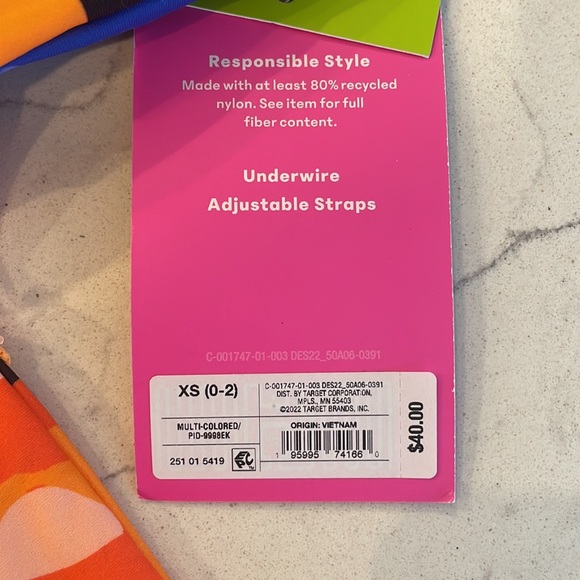 Responsible Style
Made with at least 80% recycled
nylon. See item for full
fiber content.
Underwire
Adjustable Straps
C-001747-01-003 DES22_50A06-0391
XS (0-2)
MULTI-COLORED/
PID-9998EK
251 01 5419
C-001747-01-003 DES22_50A06-0391
DIST. BY TARGET CORPORATION,
MPLS., MN 55403
©2022 TARGET BRANDS, INC.
ORIGIN: VIETNAM
1 95995 74166 0
$40.00